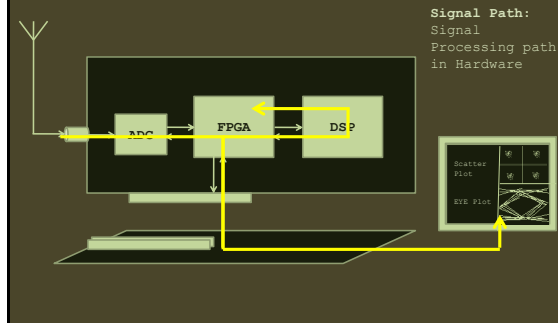 Signal Path:
Signal
Processing path
in Hardware
ADC
FPGA
DSP
Scatter
Plot
EYE Plot